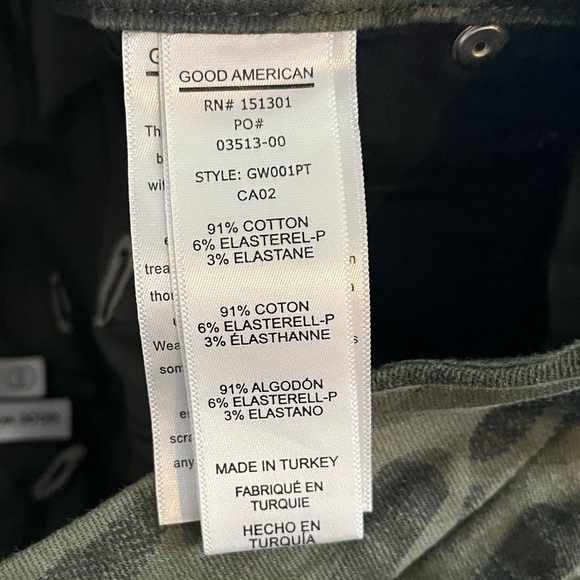 GOOD AMERICAN
RN# 151301
PO#
03513-00
STYLE: GW001PT
CA02
91% COTTON
6% ELASTEREL-P
3% ELASTANE
91% COTON
6% ELASTERELL-P
3% ÉLASTHANNE
91% ALGODÓN
6% ELASTERELL-P
3% ELASTANO
MADE IN TURKEY
FABRIQUÉ EN
TURQUIE
HECHO EN
TURQUÍA